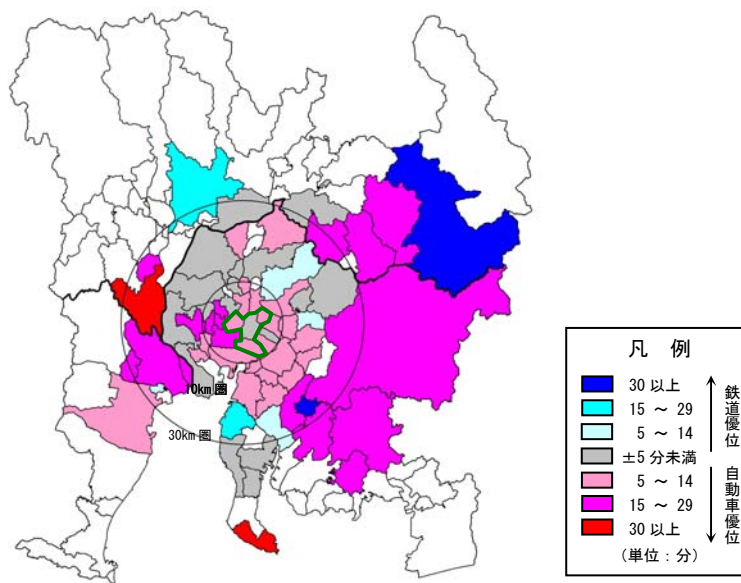 10km圏
30km圏
凡 例
30 以上
15 ～ 29
5 ～ 14
±5 分未満
5 ～ 14
15 ～ 29
30 以上
(単位：分)
鉄道優位
自動車優位